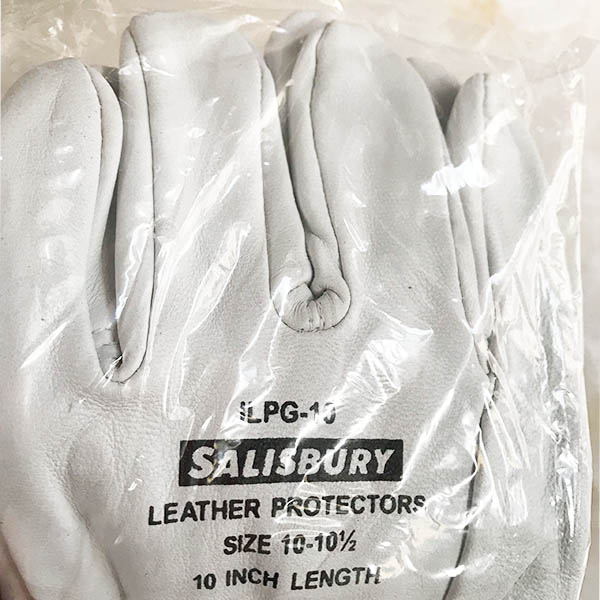 ILPG-10
SALISBURY
LEATHER PROTECTORS
SIZE 10-10½
10 INCH LENGTH